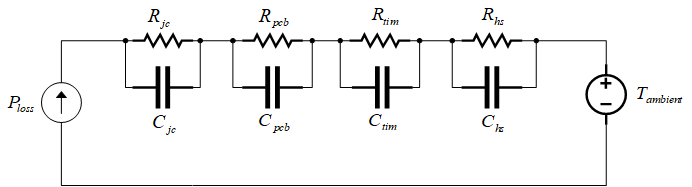 R_jc R_pcb R_tim R_hs
P_loss T_ambient
C_jc C_pcb C_tim C_hs